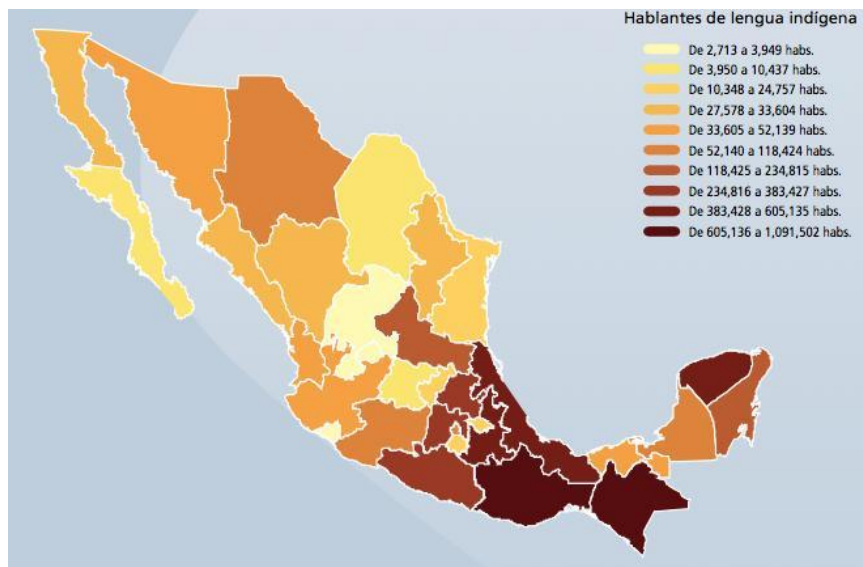 Hablantes de lengua indígena
De 2,713 a 3,949 habs.
De 3,950 a 10,437 habs.
De 10,348 a 24,757 habs.
De 27,578 a 33,604 habs.
De 33,605 a 52,139 habs.
De 52,140 a 118,424 habs.
De 118,425 a 234,815 habs.
De 234,816 a 383,427 habs.
De 383,428 a 605,135 habs.
De 605,136 a 1,091,502 habs.